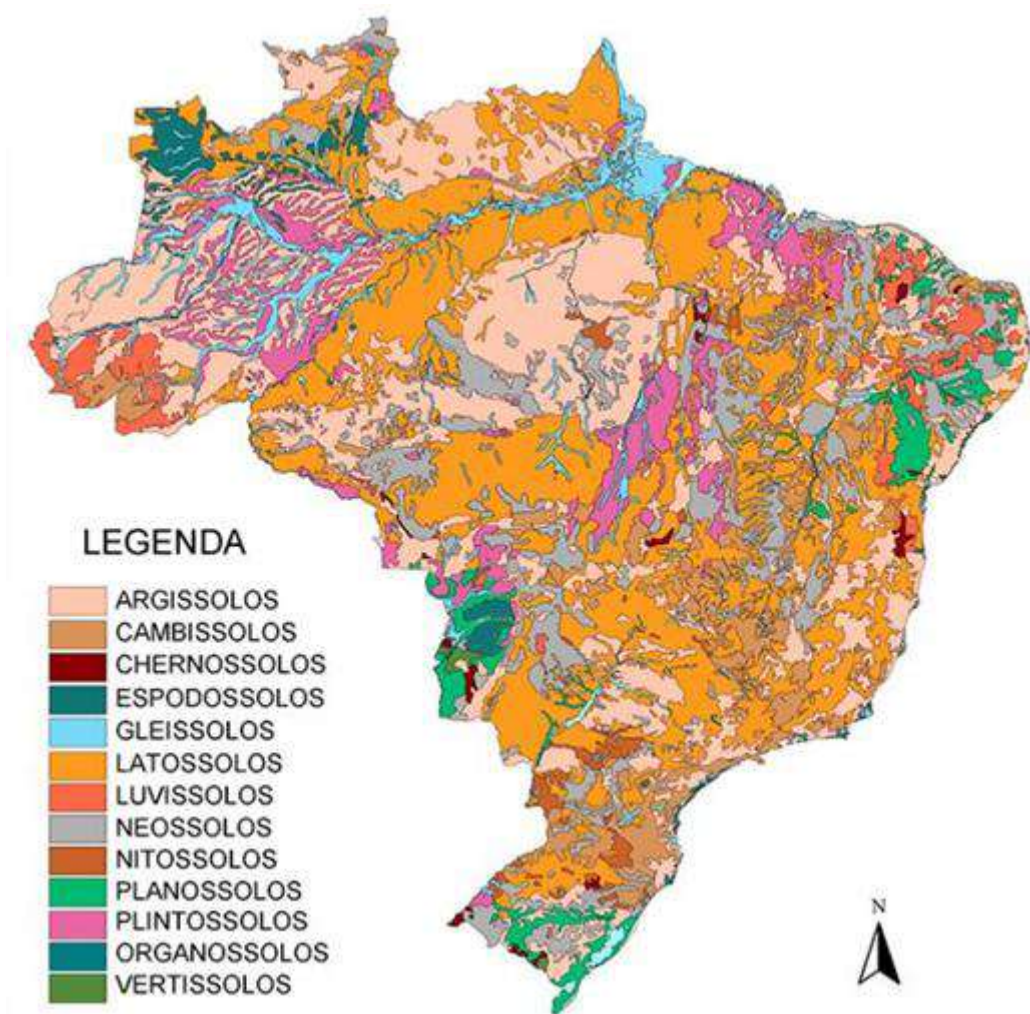 N
LEGENDA
ARGISSOLOS
CAMBISSOLOS
CHERNOSSOLOS
ESPODOSSOLOS
GLEISSOLOS
LATOSSOLOS
LUVISSOLOS
NEOSSOLOS
NITOSSOLOS
PLANOSSOLOS
PLINTOSSOLOS
ORGANOSSOLOS
VERTISSOLOS